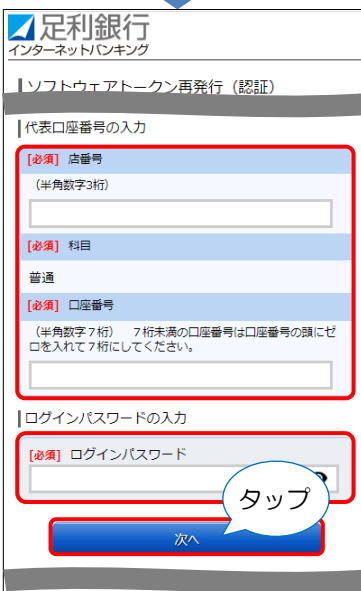 足利銀行
インターネットバンキング
ソフトウェアトークン再発行（認証）
代表口座番号の入力
[必須] 店番号
（半角数字3桁）
[必須] 科目
普通
[必須] 口座番号
（半角数字７桁） ７桁未満の口座番号は口座番号の頭にゼ
ロを入れて７桁にしてください。
ログインパスワードの入力
[必須] ログインパスワード
タップ
次へ